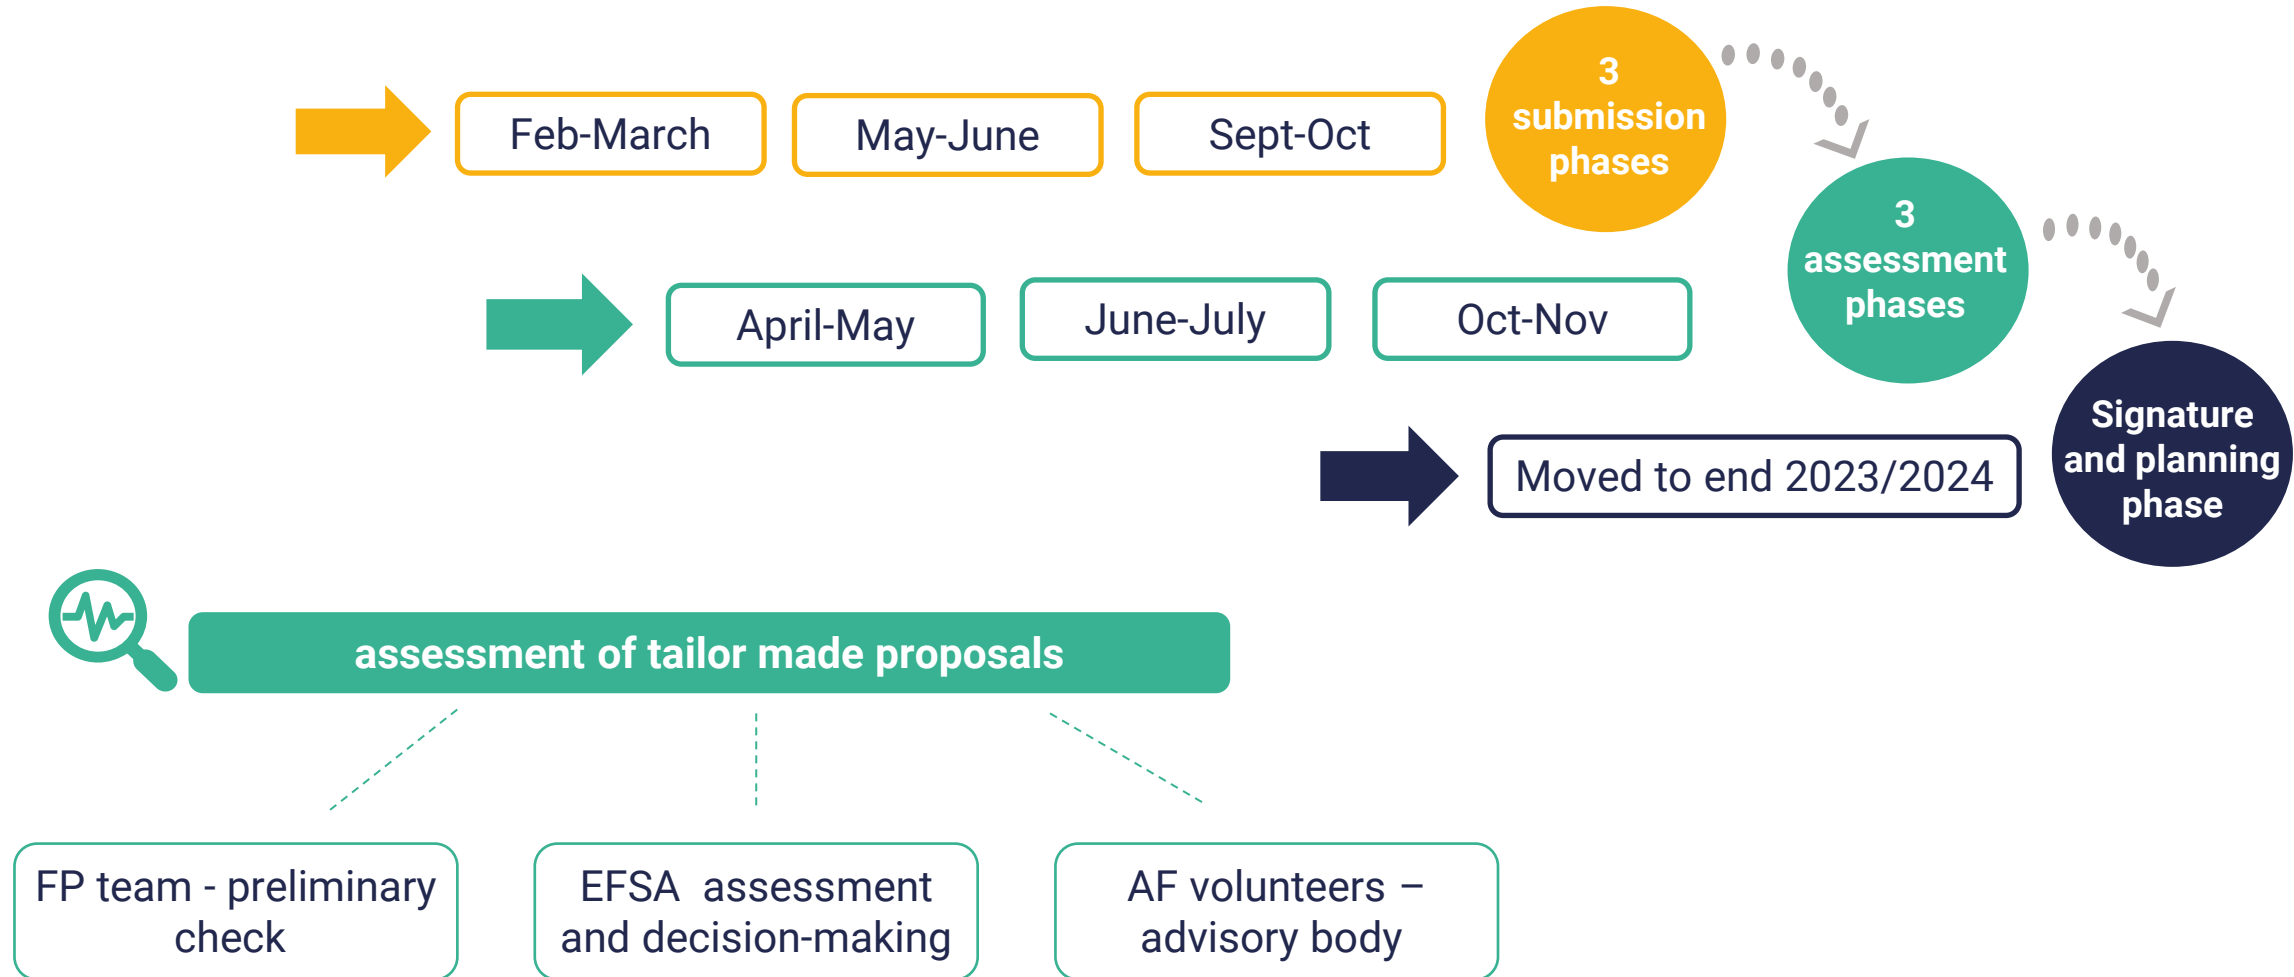 Feb-March
May-June
Sept-Oct
3
submission
phases
April-May
June-July
Oct-Nov
3
assessment
phases
Moved to end 2023/2024
Signature
and planning
phase
assessment of tailor made proposals
FP team - preliminary
check
EFSA  assessment
and decision-making
AF volunteers –
advisory body